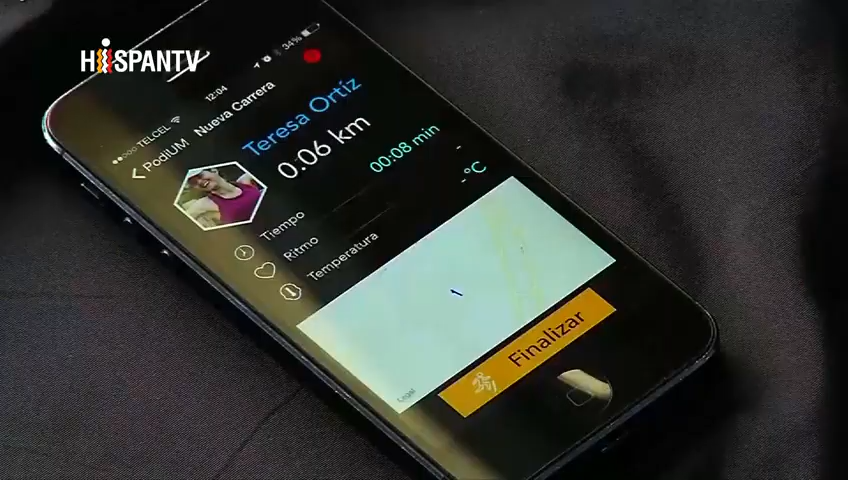 HISPANTV
TELCEL 12:04 34%
PodiUM Nueva Carrera
Teresa Ortíz
0:06 km
Tiempo 00:08 min
Ritmo -
Temperatura -°C
Legal
Finalizar